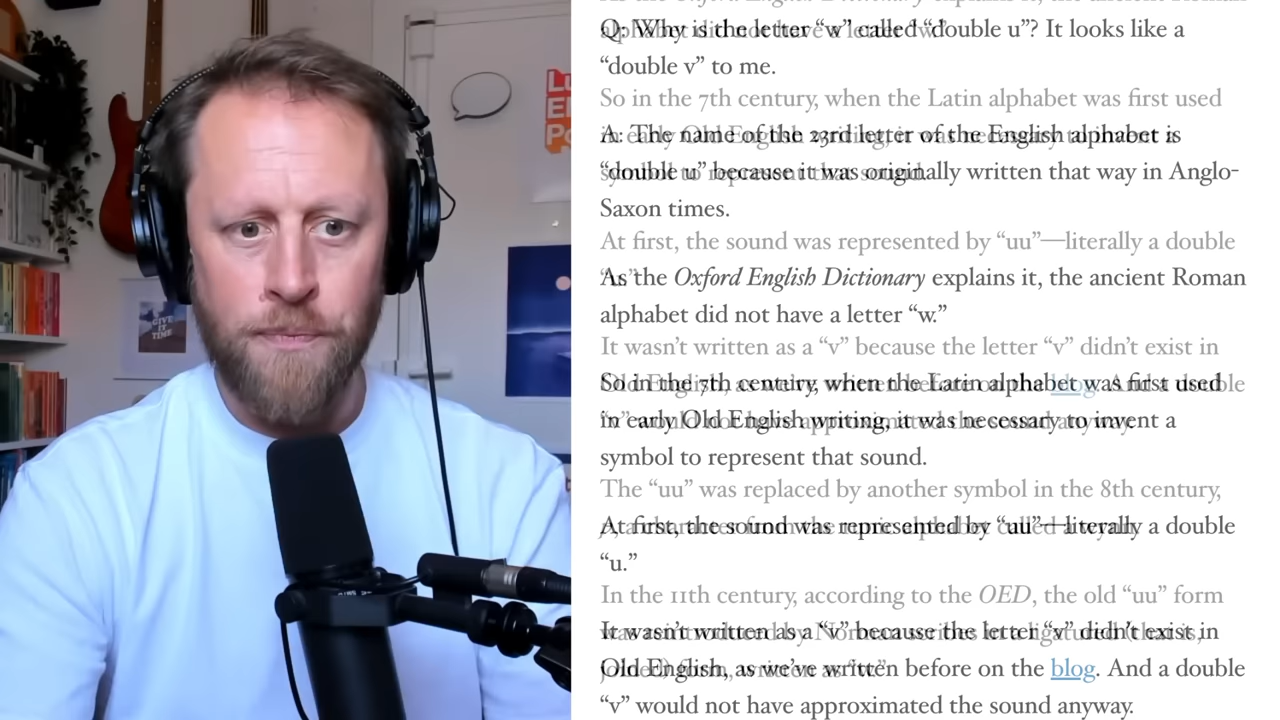 Lu
El
Po
GIVE
IT
TIME
Q: Why is the letter “w” called “double u”? It looks like a
“double v” to me.
So in the 7th century, when the Latin alphabet was first used
A: The name of the 23rd letter of the English alphabet is
“double u” because it was originally written that way in Anglo-
Saxon times.
At first, the sound was represented by “uu”—literally a double
As the Oxford English Dictionary explains it, the ancient Roman
alphabet did not have a letter “w.”
It wasn’t written as a “v” because the letter “v” didn’t exist in
So in the 7th century, when the Latin alphabet was first used
in early Old English writing, it was necessary to invent a
symbol to represent that sound.
The “uu” was replaced by another symbol in the 8th century,
At first, the sound was represented by “uu”—literally a double
“u.”
In the 11th century, according to the OED, the old “uu” form
It wasn’t written as a “v” because the letter “v” didn’t exist in
Old English, as we’ve written before on the blog. And a double
“v” would not have approximated the sound anyway.